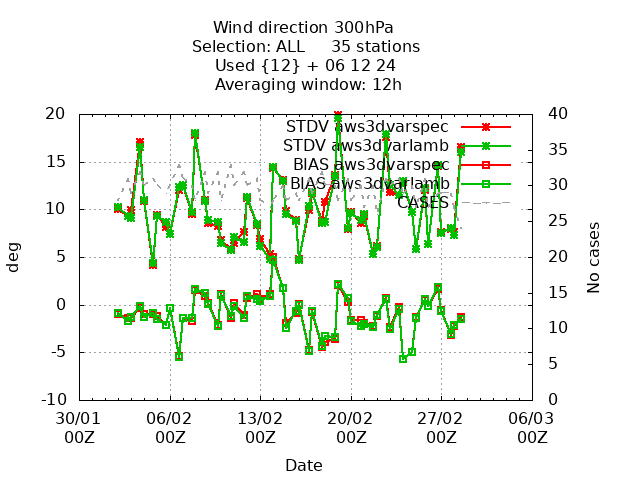 Wind direction 300hPa
Selection: ALL 35 stations
Used {12} + 06 12 24
Averaging window: 12h
20 40
STDV aws3dvarspec
35
STDV aws3dvarlamb
15
BIAS aws3dvarspec
30
BIAS aws3dvarlamb
CASES
10
25
deg
5 20
No cases
15
0
10
-5
5
-10 0
30/01 06/02 13/02 20/02 27/02 06/03
00Z 00Z 00Z 00Z 00Z 00Z
Date